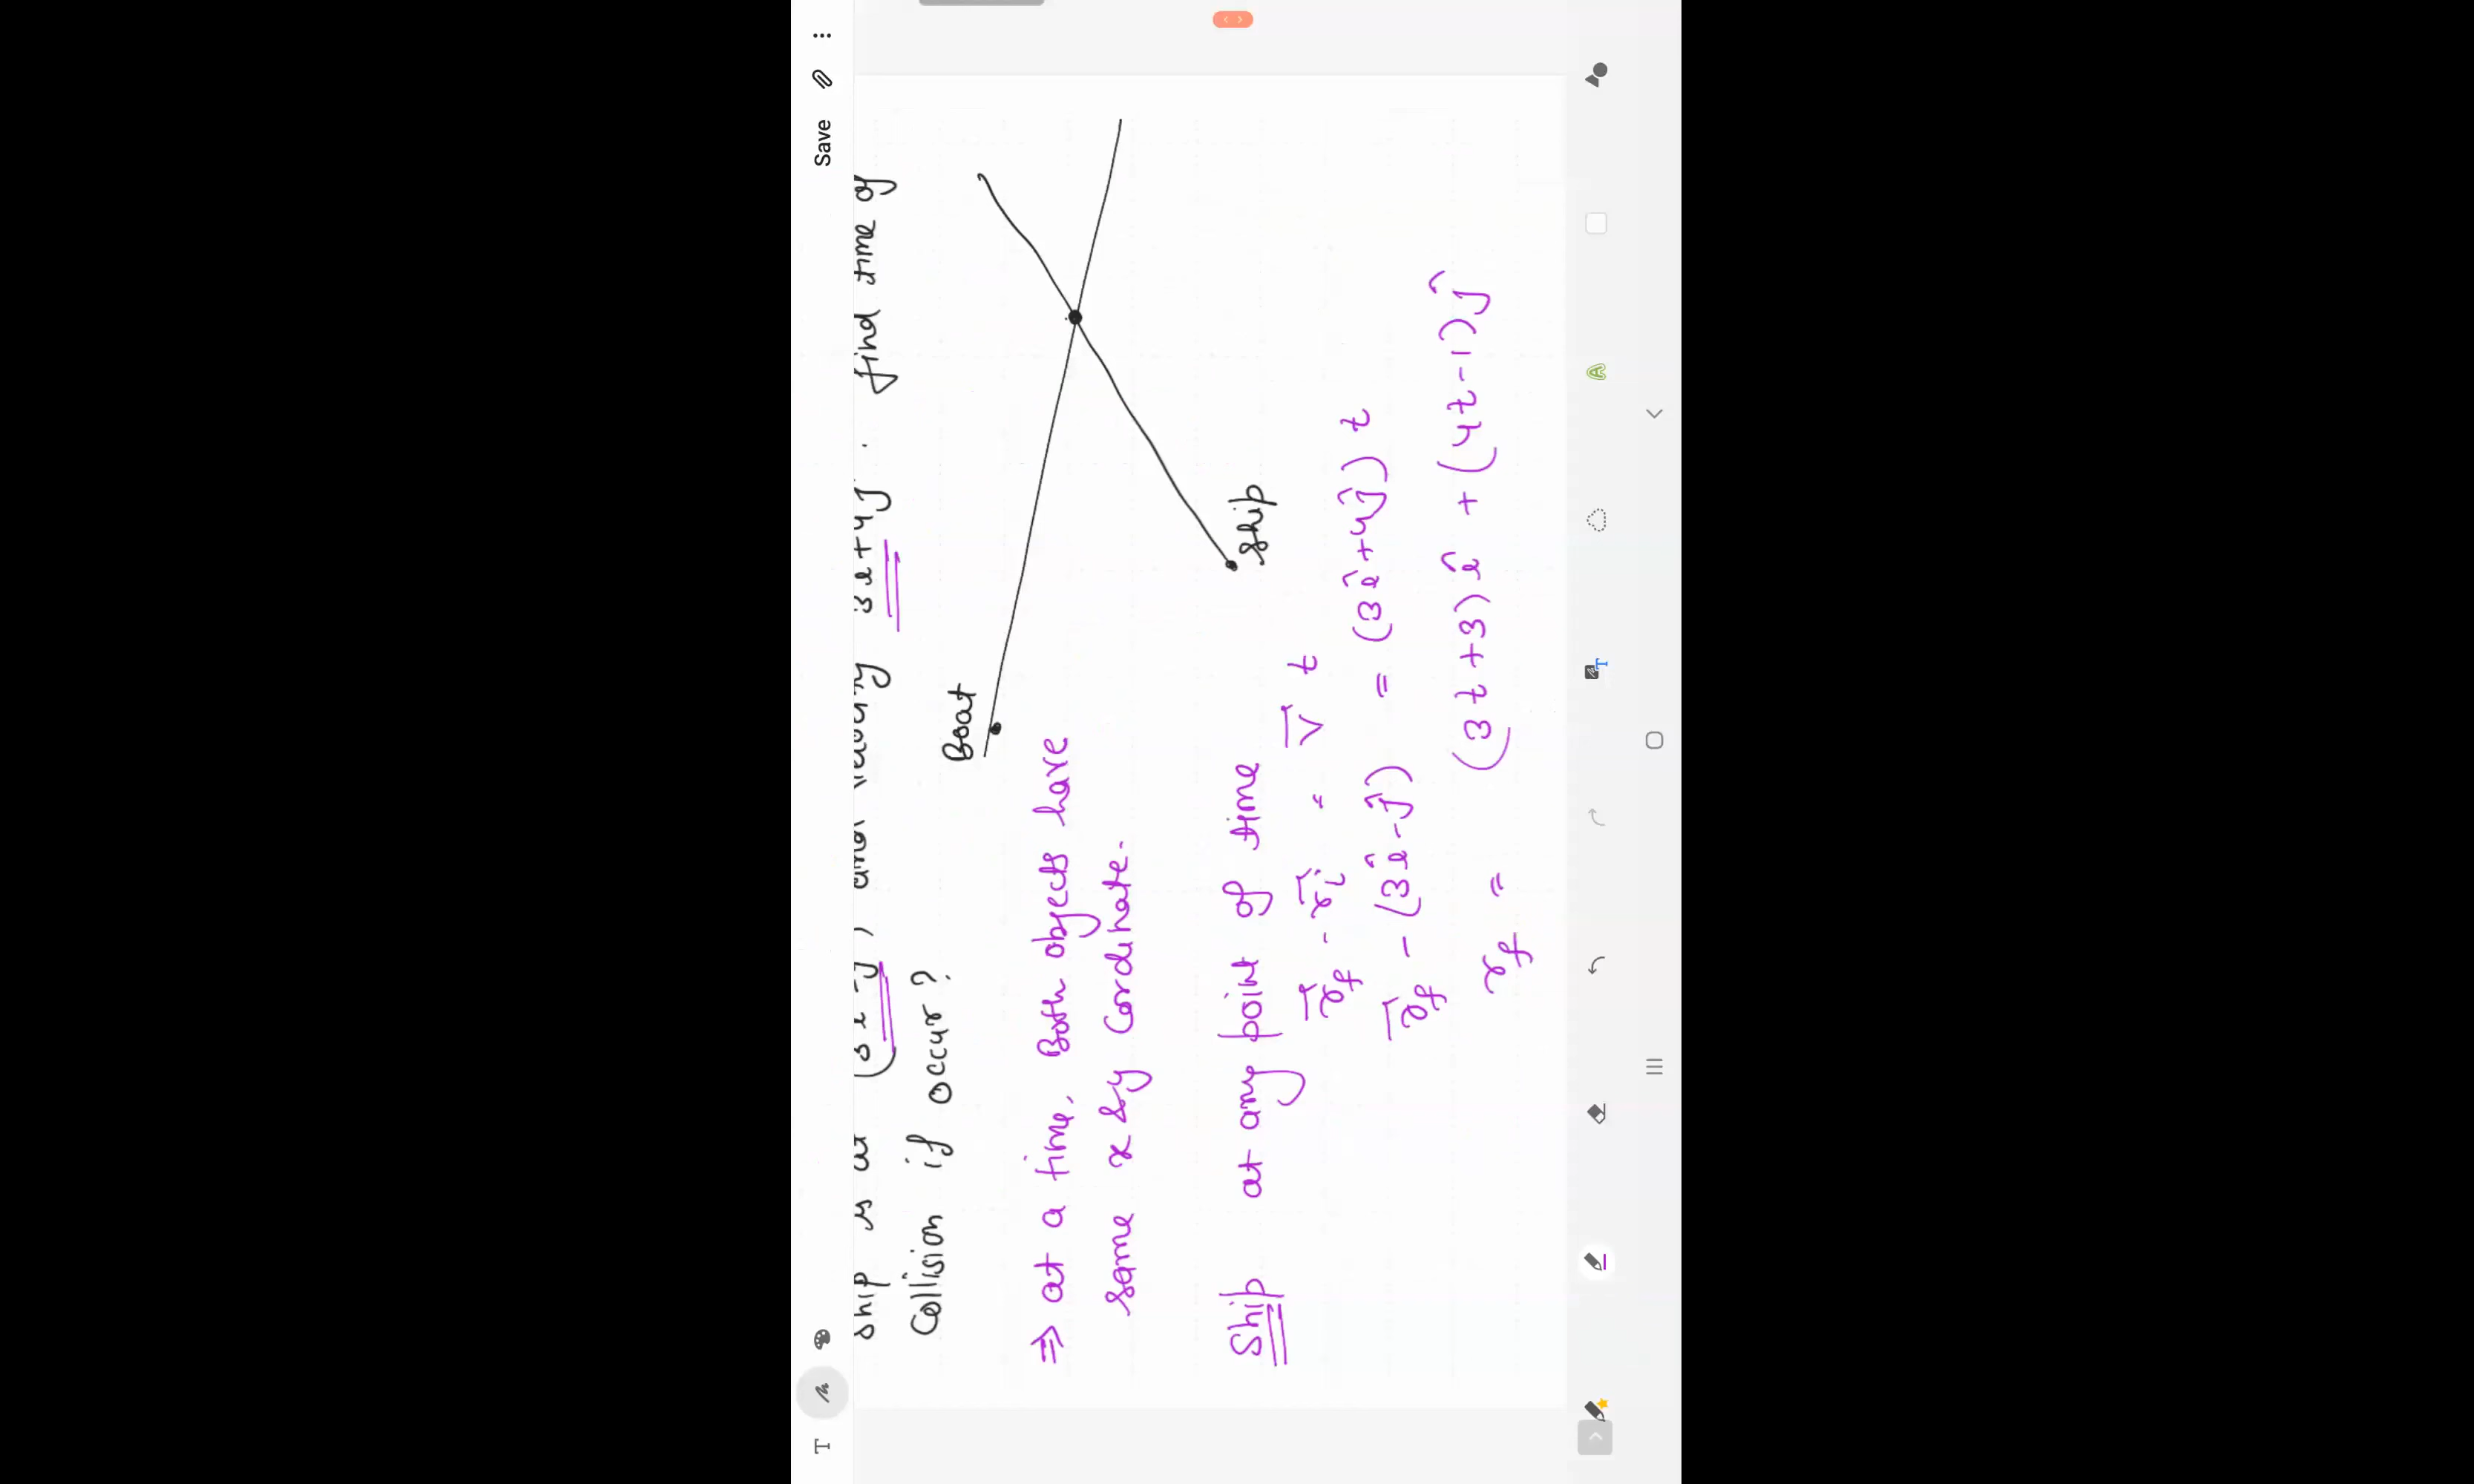 Save
ship is at (3î-ĵ), and velocity 3î+4ĵ. find time of
Collision if occur?
Boat
Ship
⇒ at a time, Both objects have
same x & y Cordinate.
Ship at any point of time
r̄f - r̄i = v̄ t
r̄f - (3î-ĵ) = (3î+4ĵ) t
rf = (3t+3)î + (4t-1)ĵ
T
A
T